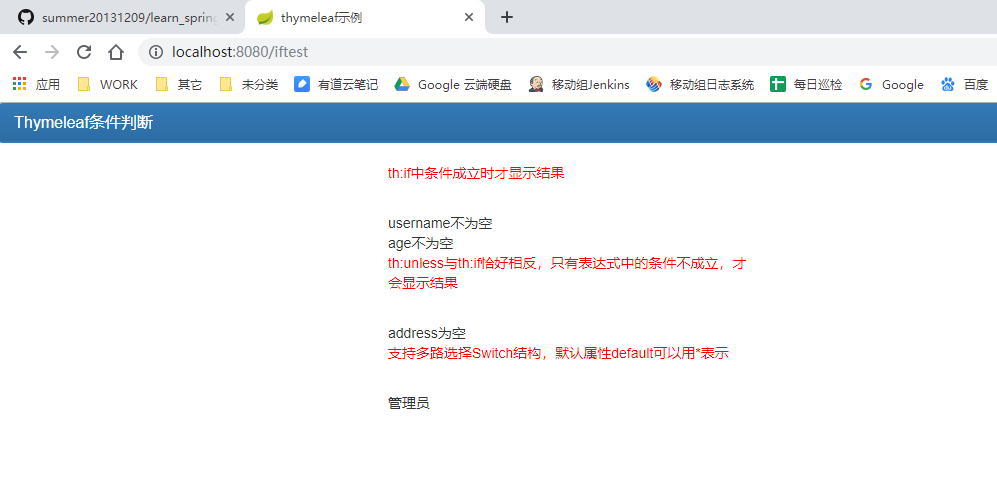 summer20131209/learn_spring
thymeleaf示例
localhost:8080/iftest
应用 WORK 其它 未分类 有道云笔记 Google 云端硬盘 移动组Jenkins 移动组日志系统 每日巡检 Google 百度
Thymeleaf条件判断
th:if中条件成立时才显示结果
username不为空
age不为空
th:unless与th:if恰好相反，只有表达式中的条件不成立，才
会显示结果
address为空
支持多路选择Switch结构，默认属性default可以用*表示
管理员